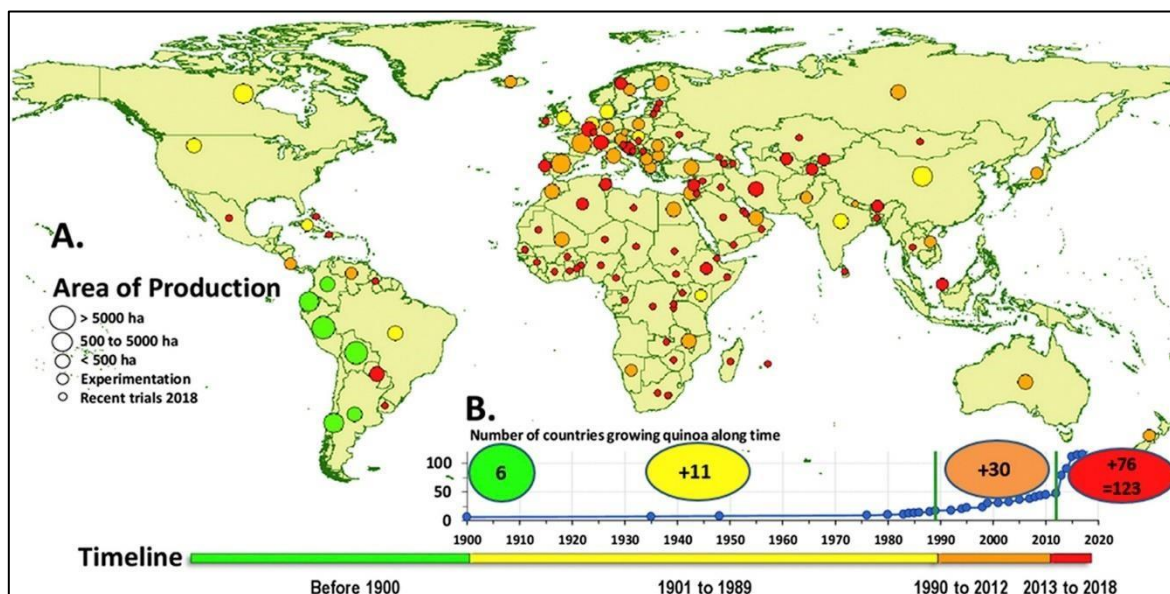 A.
Area of Production
> 5000 ha
500 to 5000 ha
< 500 ha
Experimentation
Recent trials 2018
B.
Number of countries growing quinoa along time
100
50
0
6
+11
+30
+76
=123
1900 1910 1920 1930 1940 1950 1960 1970 1980 1990 2000 2010 2020
Timeline
Before 1900 1901 to 1989 1990 to 2012 2013 to 2018